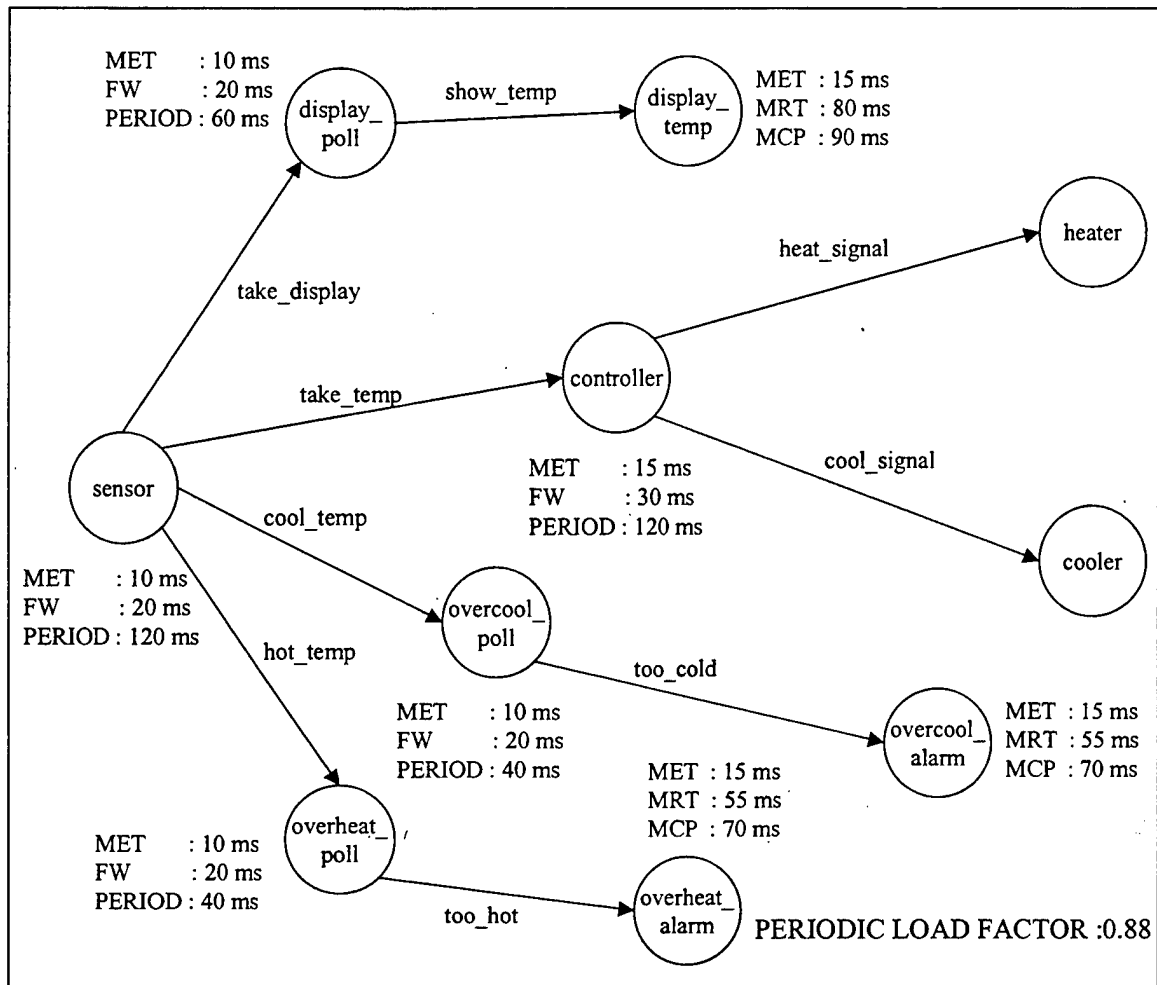 MET : 10 ms
FW : 20 ms
PERIOD : 60 ms
display_
poll
show_temp
display_
temp
MET : 15 ms
MRT : 80 ms
MCP : 90 ms
take_display
heat_signal
heater
take_temp
controller
MET : 15 ms
FW : 30 ms
PERIOD : 120 ms
cool_signal
cooler
sensor
MET : 10 ms
FW : 20 ms
PERIOD : 120 ms
cool_temp
overcool_
poll
MET : 10 ms
FW : 20 ms
PERIOD : 40 ms
too_cold
overcool_
alarm
MET : 15 ms
MRT : 55 ms
MCP : 70 ms
hot_temp
overheat_
poll
MET : 10 ms
FW : 20 ms
PERIOD : 40 ms
too_hot
MET : 15 ms
MRT : 55 ms
MCP : 70 ms
overheat_
alarm
PERIODIC LOAD FACTOR :0.88